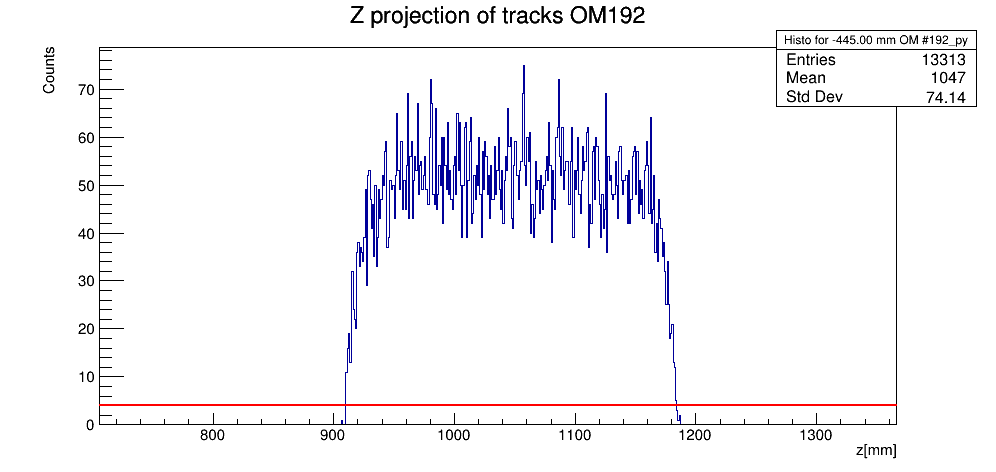 Z projection of tracks OM192
Histo for -445.00 mm OM #192_py
Entries 13313
Mean 1047
Std Dev 74.14
Counts
70
60
50
40
30
20
10
0
800 900 1000 1100 1200 1300
z[mm]